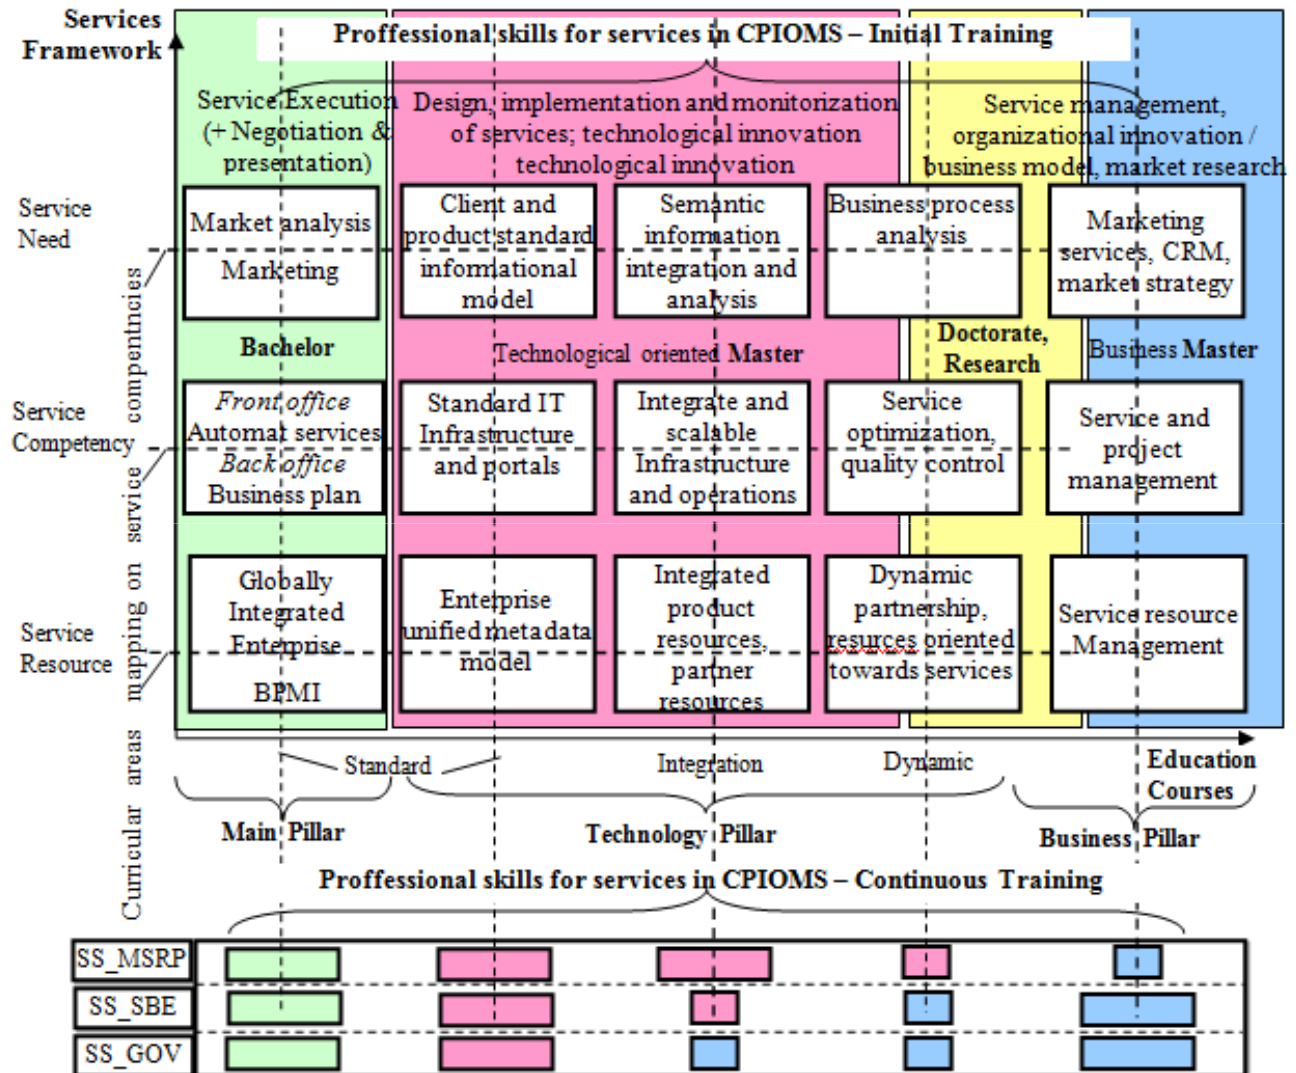 Services
Framework
Proffessional skills for services in CPIOMS – Initial Training
Service Execution
(+ Negotiation &
presentation)
Design, implementation and monitorization
of services; technological innovation
technological innovation
Service management,
organizational innovation /
business model, market research
Service
Need
Market analysis
Marketing
Client and
product standard
informational
model
Semantic
information
integration and
analysis
Business process
analysis
Marketing
services, CRM,
market strategy
Bachelor
Technological oriented Master
Doctorate,
Research
Business Master
Service
Competency
Front office
Automat services
Back office
Business plan
Standard IT
Infrastructure
and portals
Integrate and
scalable
Infrastructure
and operations
Service
optimization,
quality control
Service and
project
management
Service
Resource
Globally
Integrated
Enterprise
BPMI
Enterprise
unified metadata
model
Integrated
product
resources,
partner
resources
Dynamic
partnership,
resurces oriented
towards services
Service resource
Management
Curricular areas mapping on service compentncies
Standard
Integration
Dynamic
Education
Courses
Main Pillar
Technology Pillar
Business Pillar
Proffessional skills for services in CPIOMS – Continuous Training
SS_MSRP
SS_SBE
SS_GOV